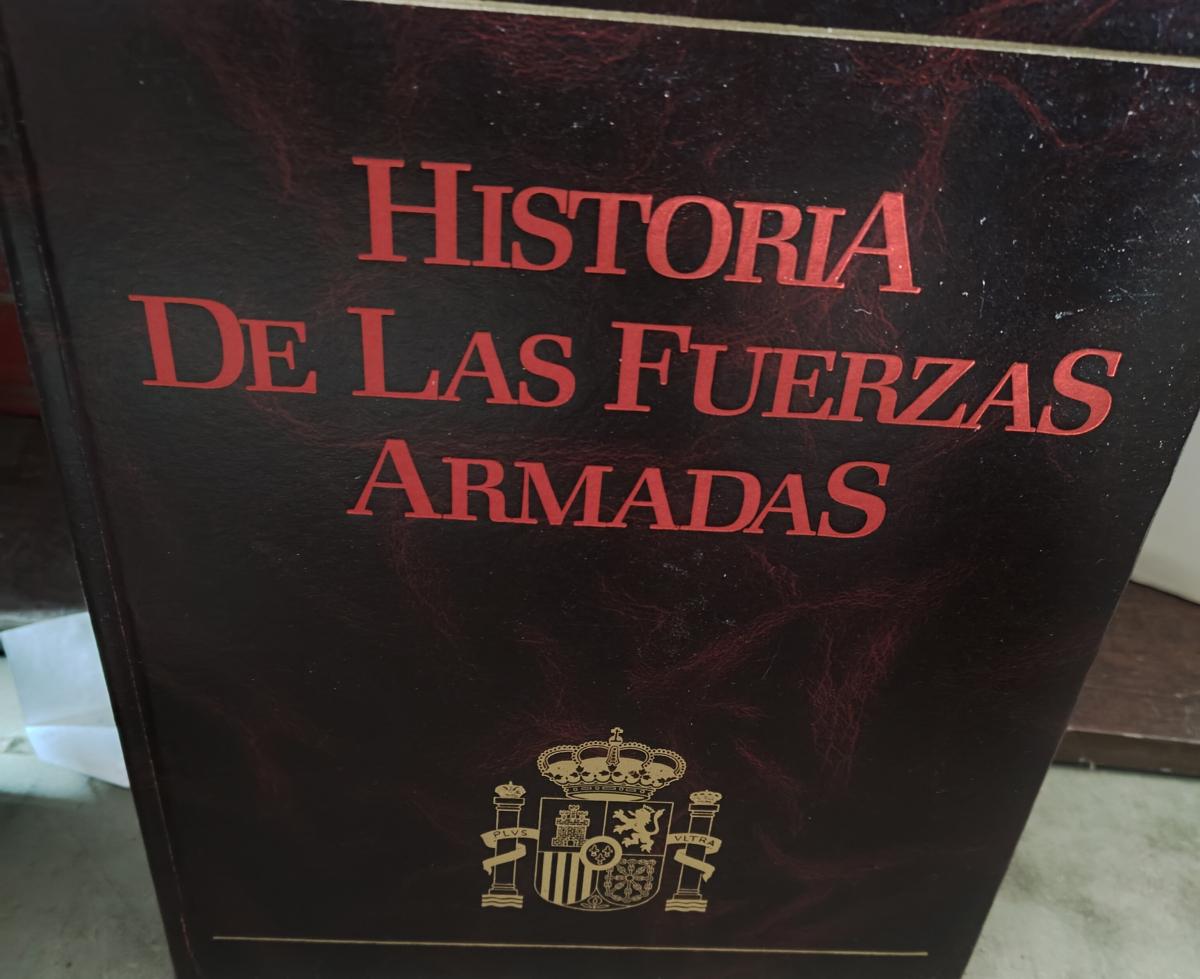 HISTORIA
DE LAS FUERZAS
ARMADAS
PLVS VLTRA